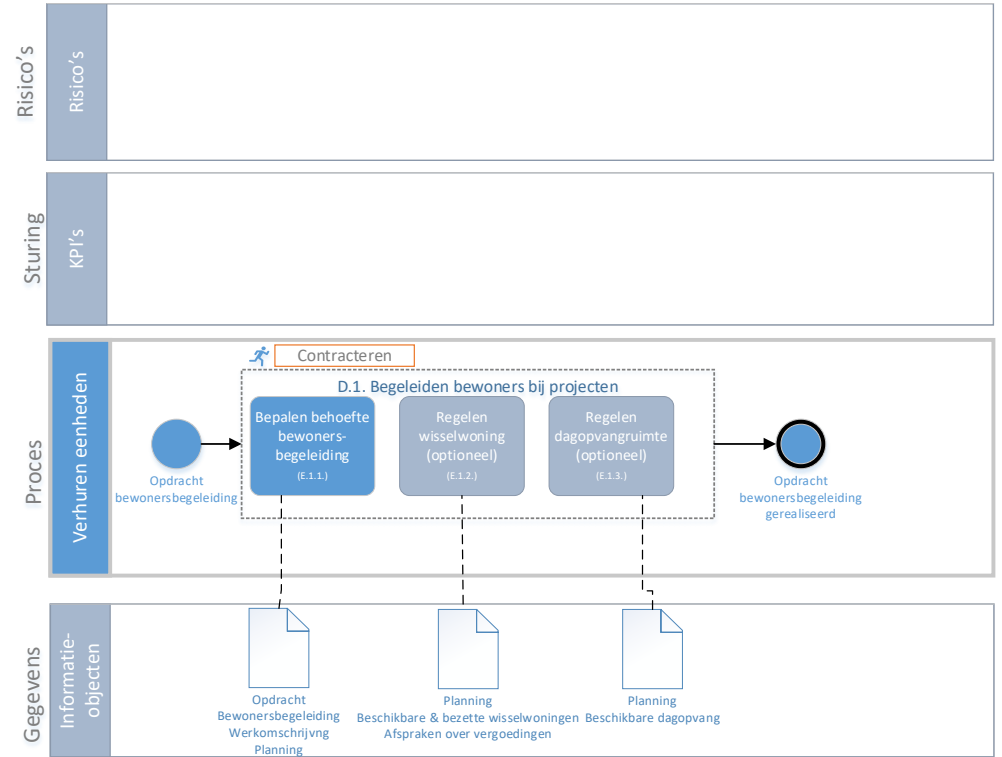 Risico's
Risico's
Sturing
KPI's
Proces
Verhuren eenheden
Contracteren
D.1. Begeleiden bewoners bij projecten
Bepalen behoefte
bewoners-
begeleiding
(E.1.1.)
Regelen
wisselwoning
(optioneel)
(E.1.2.)
Regelen
dagopvangruimte
(optioneel)
(E.1.3.)
Opdracht
bewonersbegeleiding
Opdracht
bewonersbegeleiding
gerealiseerd
Gegevens
Informatie-
objecten
Opdracht
Bewonersbegeleiding
Werkomschrijvng
Planning
Planning
Beschikbare & bezette wisselwoningen
Afspraken over vergoedingen
Planning
Beschikbare dagopvang